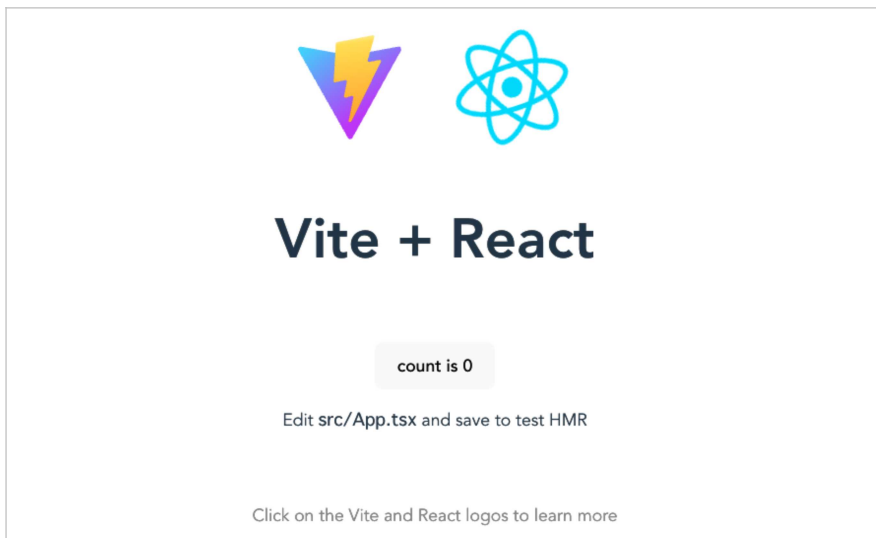 Vite + React
count is 0
Edit src/App.tsx and save to test HMR
Click on the Vite and React logos to learn more